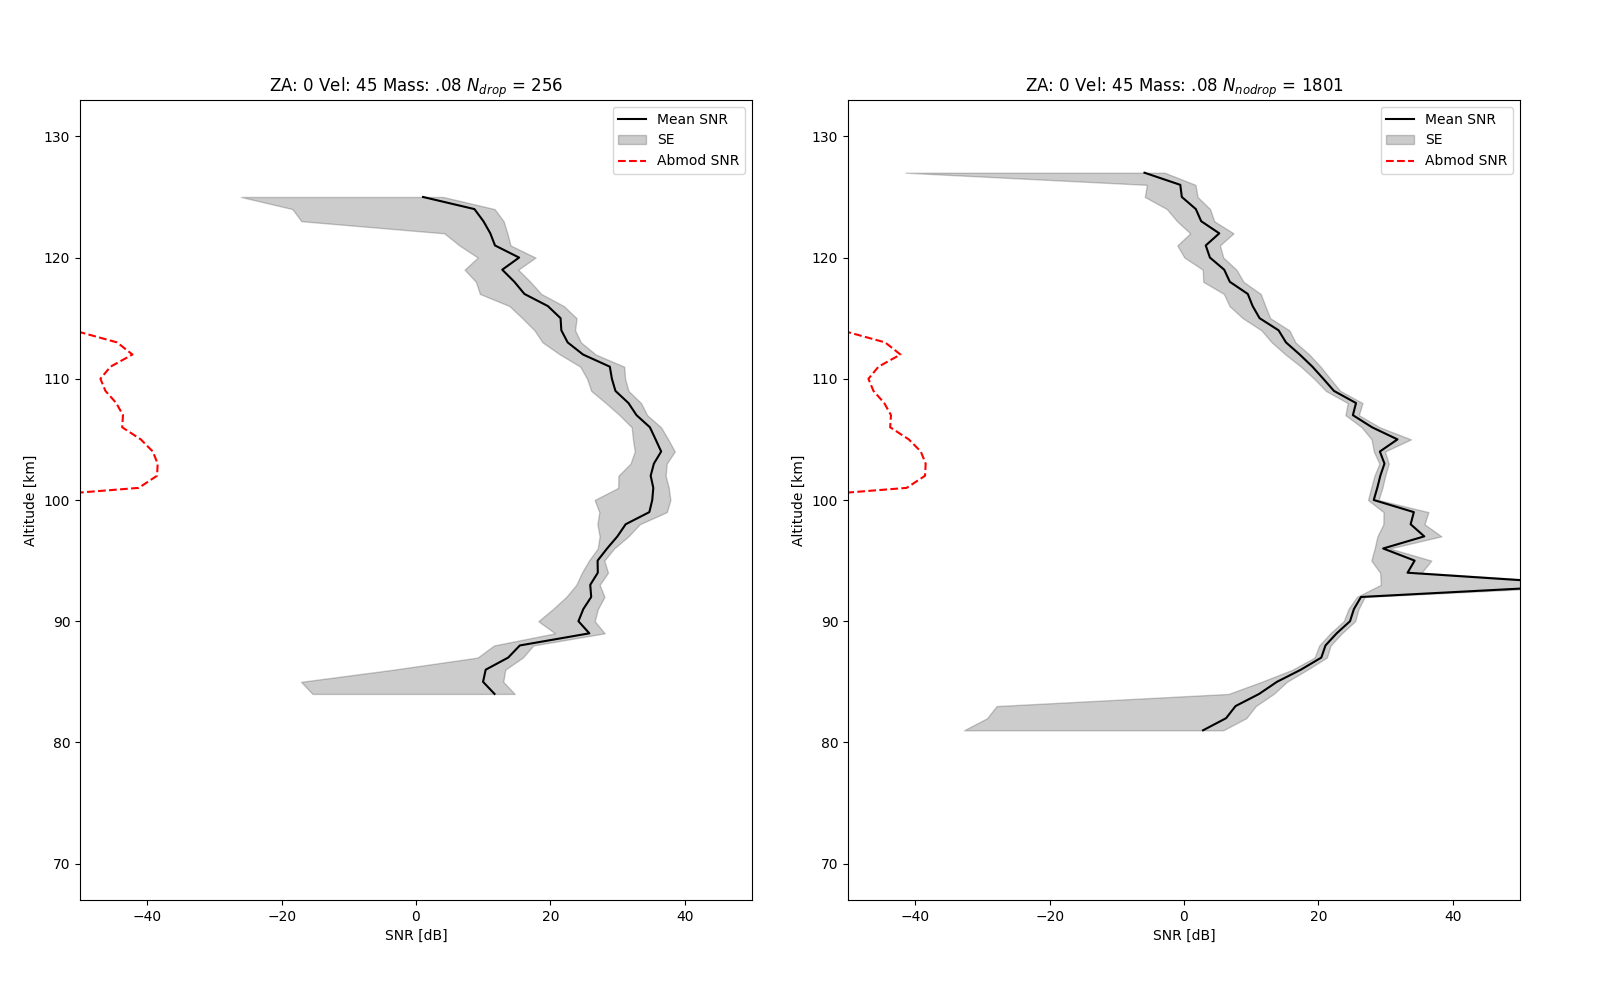 ZA: 0 Vel: 45 Mass: .08 N_drop = 256
Mean SNR
SE
Abmod SNR
130
120
110
100
90
80
70
Altitude [km]
−40 −20 0 20 40
SNR [dB]
ZA: 0 Vel: 45 Mass: .08 N_nodrop = 1801
Mean SNR
SE
Abmod SNR
130
120
110
100
90
80
70
Altitude [km]
−40 −20 0 20 40
SNR [dB]